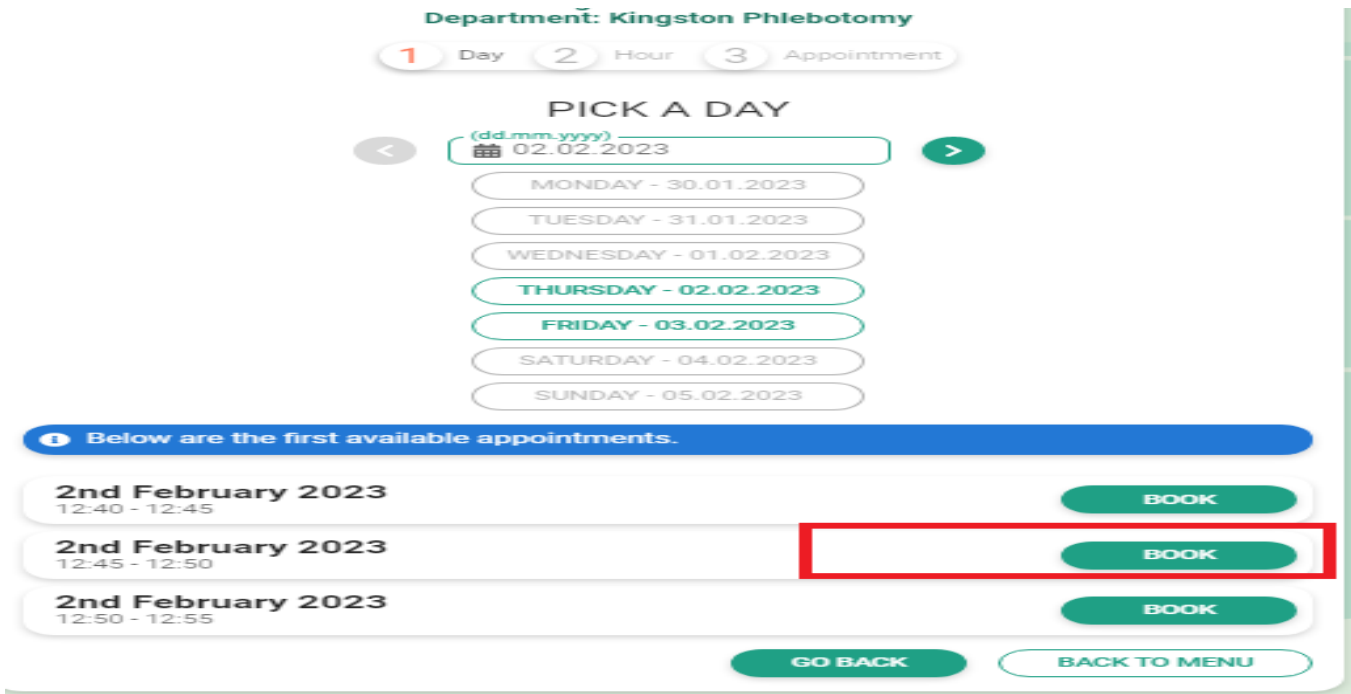 Department: Kingston Phlebotomy
1 Day 2 Hour 3 Appointment
PICK A DAY
(dd.mm.yyyy)
< 02.02.2023 >
MONDAY - 30.01.2023
TUESDAY - 31.01.2023
WEDNESDAY - 01.02.2023
THURSDAY - 02.02.2023
FRIDAY - 03.02.2023
SATURDAY - 04.02.2023
SUNDAY - 05.02.2023
Below are the first available appointments.
2nd February 2023
12:40 - 12:45
BOOK
2nd February 2023
12:45 - 12:50
BOOK
2nd February 2023
12:50 - 12:55
BOOK
GO BACK BACK TO MENU